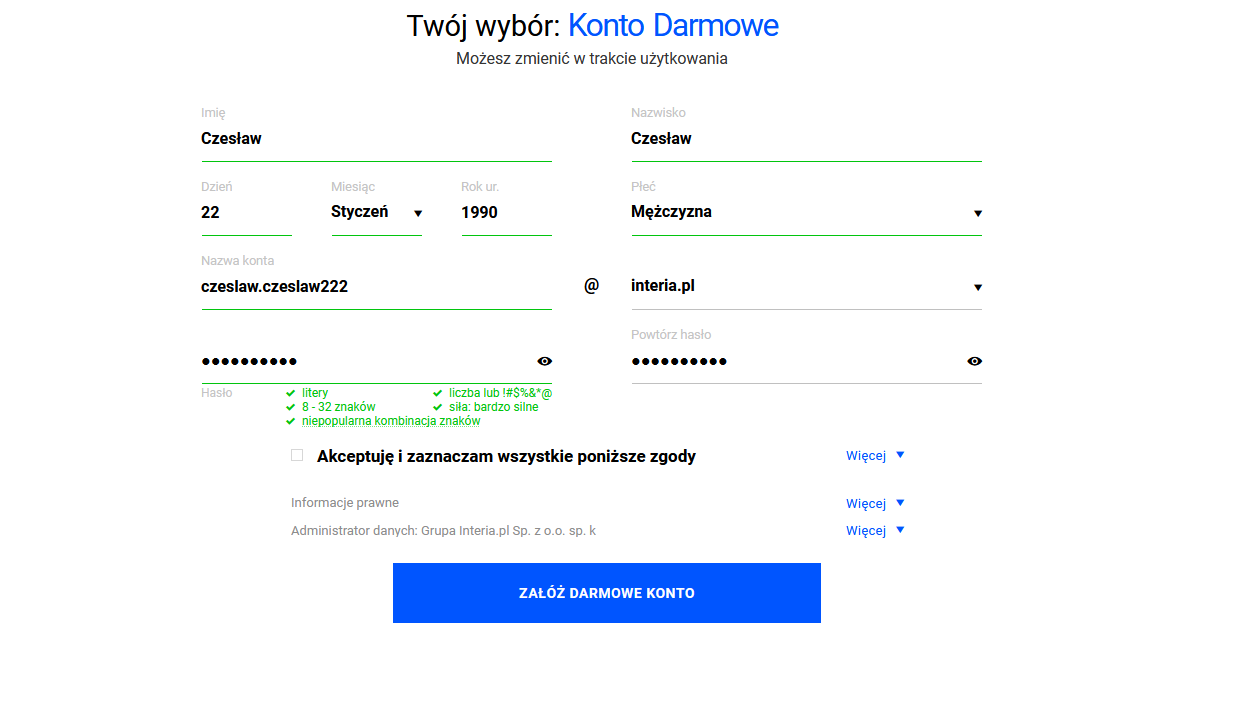 Twój wybór: Konto Darmowe
Możesz zmienić w trakcie użytkowania
Imię Nazwisko
Czesław Czesław
Dzień Miesiąc Rok ur. Płeć
22 Styczeń 1990 Mężczyzna
Nazwa konta
czeslaw.czeslaw222 @ interia.pl
Powtórz hasło
●●●●●●●●●● ●●●●●●●●●●
Hasło litery liczba lub !#$%&*@
8 - 32 znaków siła: bardzo silne
niepopularna kombinacja znaków
Akceptuję i zaznaczam wszystkie poniższe zgody Więcej
Informacje prawne Więcej
Administrator danych: Grupa Interia.pl Sp. z o.o. sp. k Więcej
ZAŁÓŻ DARMOWE KONTO